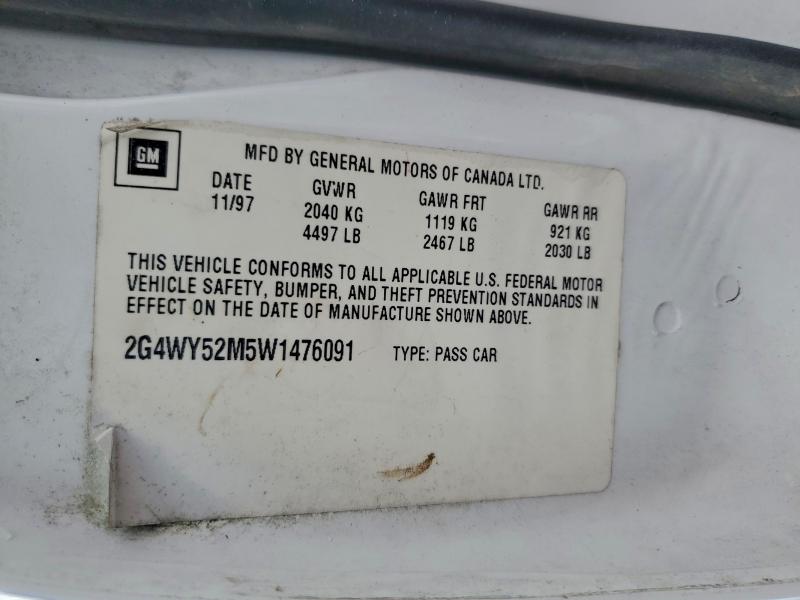 GM
MFD BY GENERAL MOTORS OF CANADA LTD.
DATE GVWR GAWR FRT GAWR RR
11/97 2040 KG 1119 KG 921 KG
4497 LB 2467 LB 2030 LB
THIS VEHICLE CONFORMS TO ALL APPLICABLE U.S. FEDERAL MOTOR
VEHICLE SAFETY, BUMPER, AND THEFT PREVENTION STANDARDS IN
EFFECT ON THE DATE OF MANUFACTURE SHOWN ABOVE.
2G4WY52M5W1476091 TYPE: PASS CAR